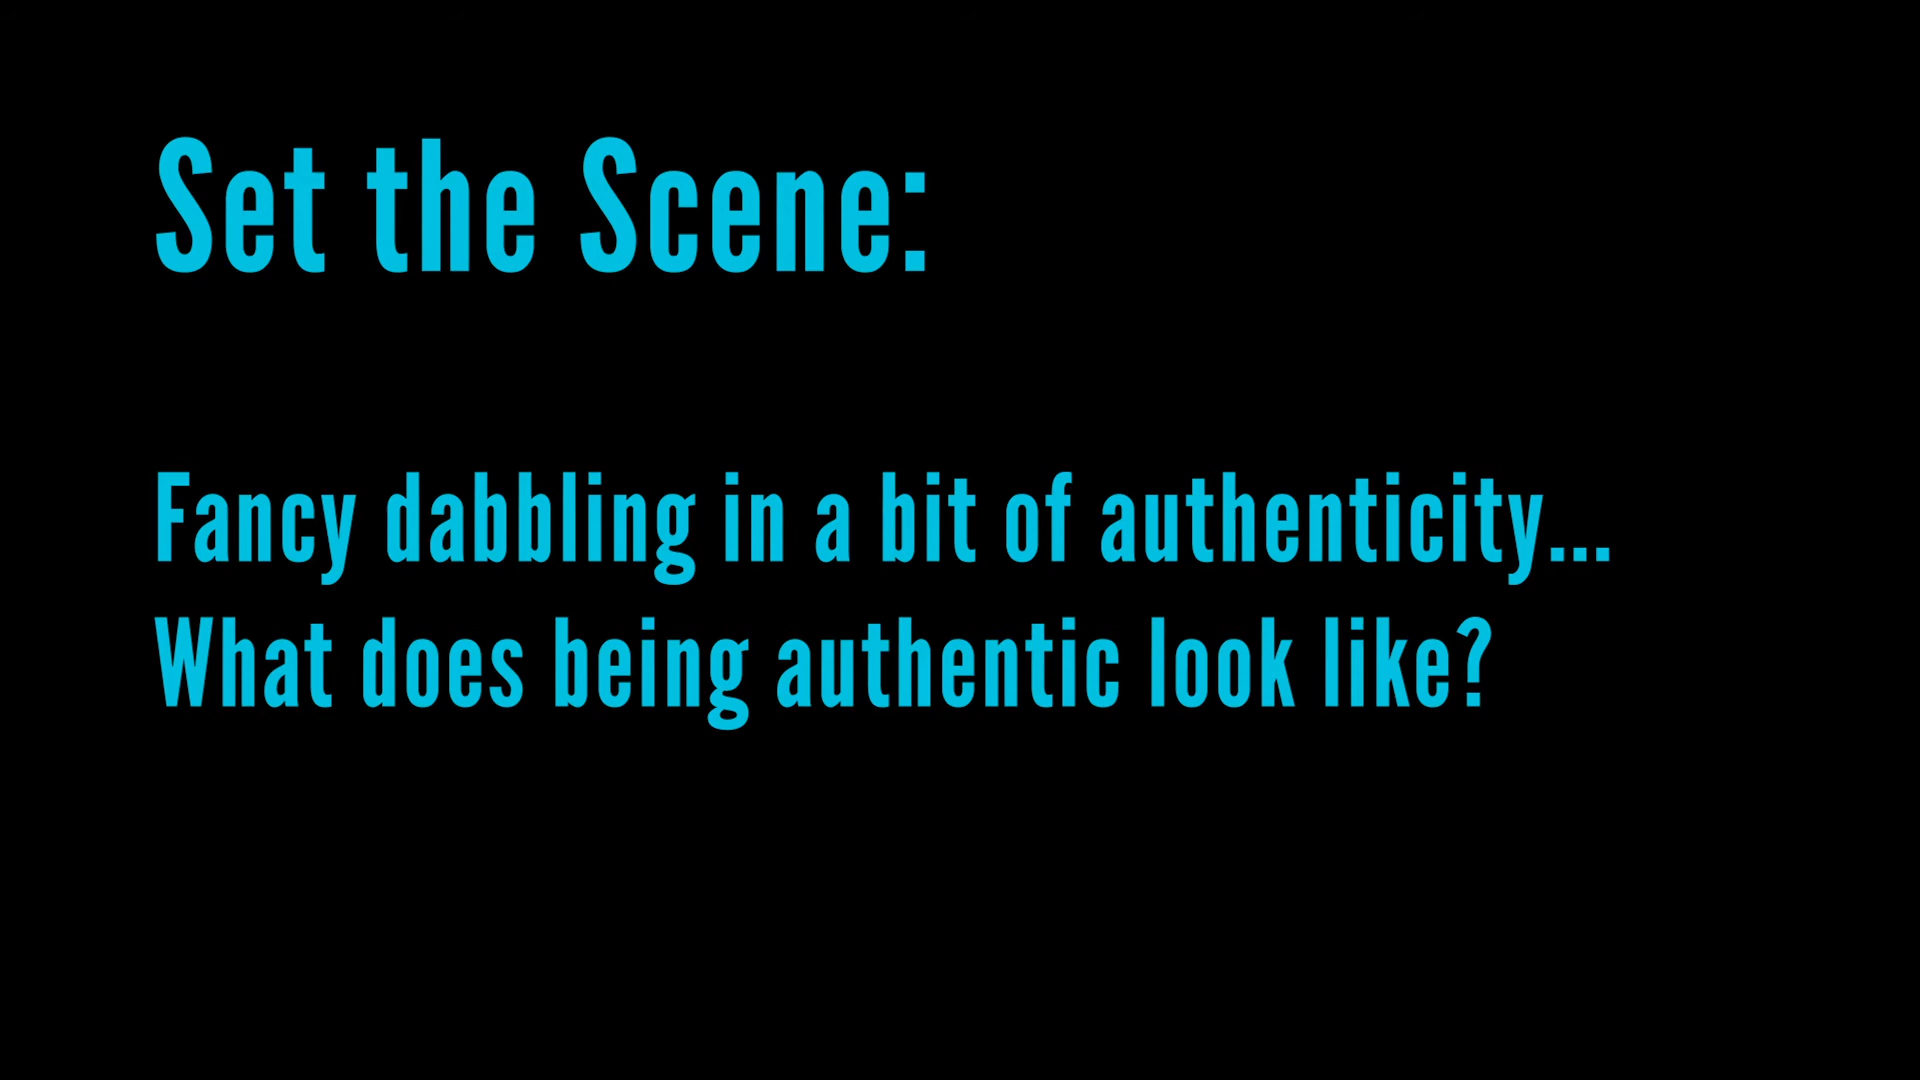 Set the Scene:
Fancy dabbling in a bit of authenticity...
What does being authentic look like?